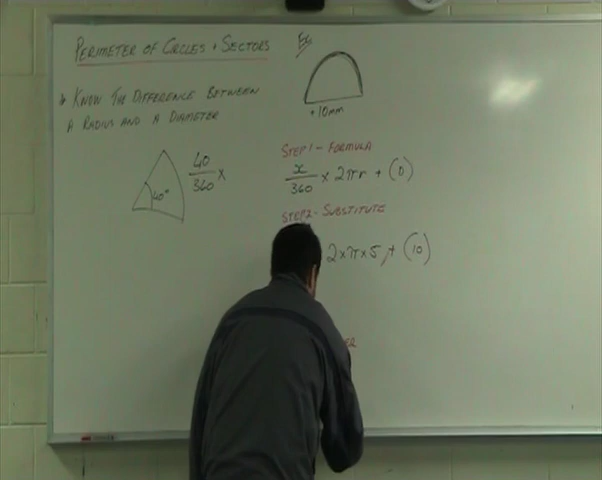 PERIMETER OF CIRCLES + SECTORS
KNOW THE DIFFERENCE BETWEEN
A RADIUS AND A DIAMETER
40°
40/360 ×
Ex
10mm
STEP 1 - FORMULA
x/360 × 2πr + (D)
STEP 2 - SUBSTITUTE
2×π×5 + (10)